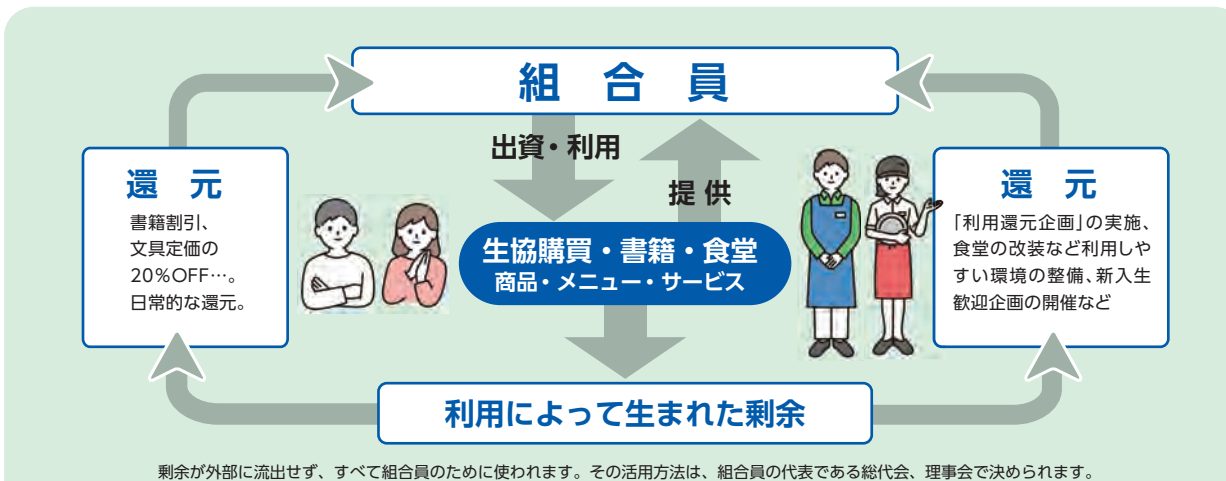 組 合 員
出資・利用
提 供
還 元
書籍割引、
文具定価の
20%OFF…。
日常的な還元。
生協購買・書籍・食堂
商品・メニュー・サービス
還 元
「利用還元企画」の実施、
食堂の改装など利用しや
すい環境の整備、新入生
歓迎企画の開催など
利用によって生まれた剰余
剰余が外部に流出せず、すべて組合員のために使われます。その活用方法は、組合員の代表である総代会、理事会で決められます。